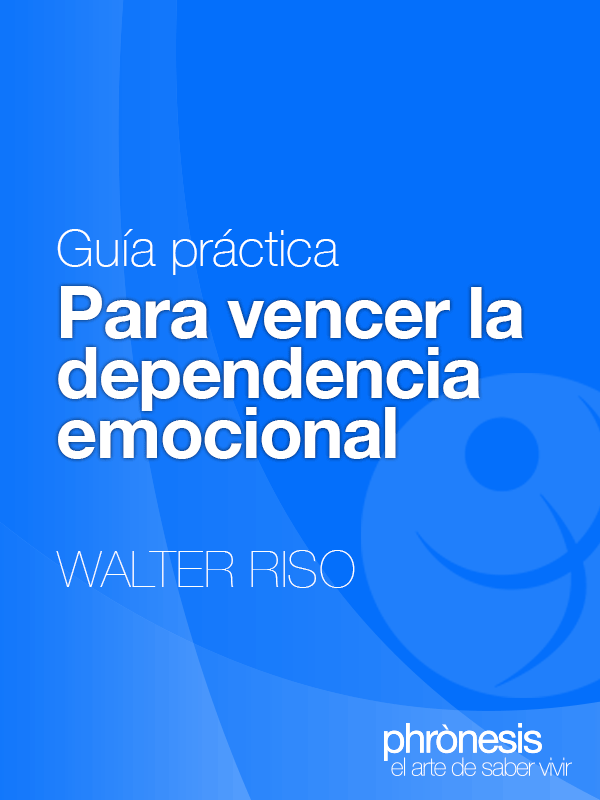 Guía práctica
Para vencer la
dependencia
emocional
WALTER RISO
phrònesis
el arte de saber vivir